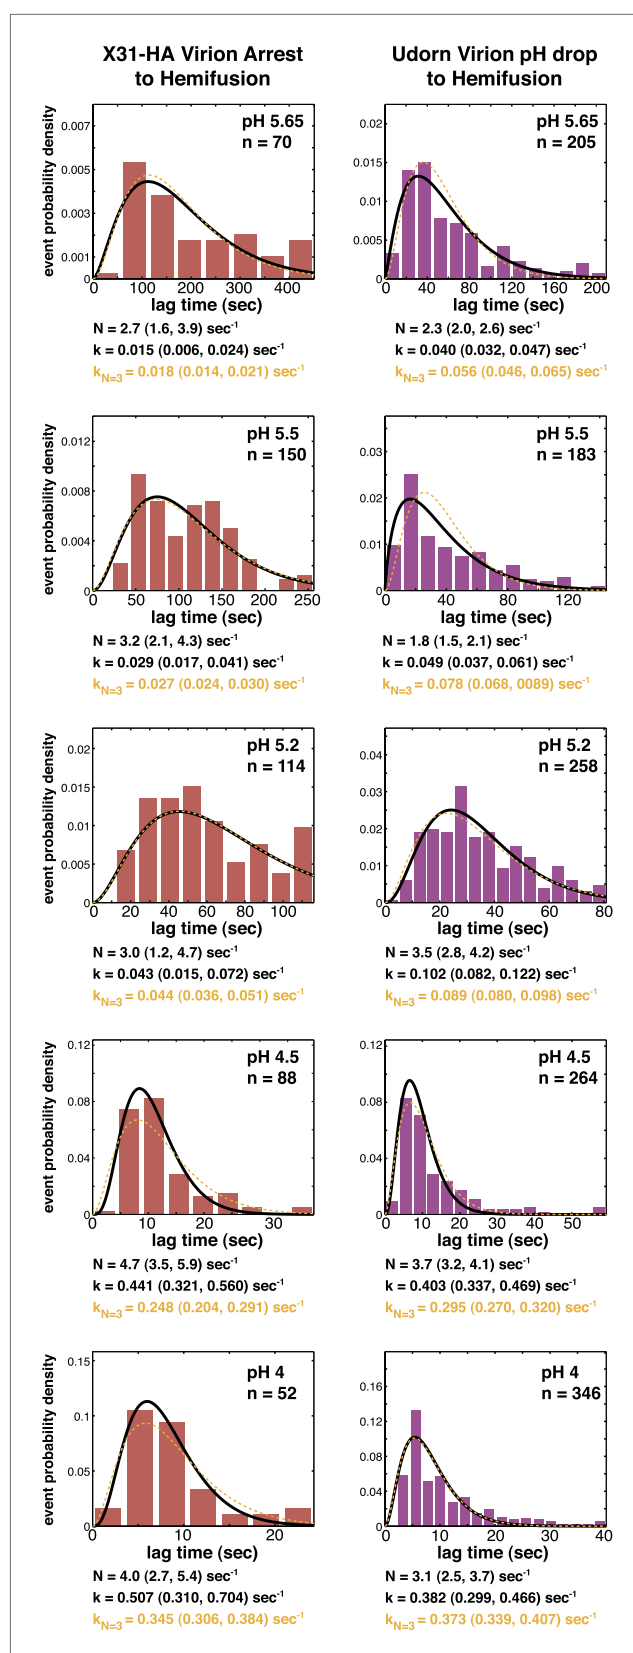 X31-HA Virion Arrest
to Hemifusion
Udorn Virion pH drop
to Hemifusion
event probability density
0.007
0.005
0.003
0.001
0
pH 5.65
n = 70
0 100 200 300 400
lag time (sec)
N = 2.7 (1.6, 3.9) sec-1
k = 0.015 (0.006, 0.024) sec-1
kN=3 = 0.018 (0.014, 0.021) sec-1
0.02
0.015
0.01
0.005
0
pH 5.65
n = 205
0 40 80 120 160 200
lag time (sec)
N = 2.3 (2.0, 2.6) sec-1
k = 0.040 (0.032, 0.047) sec-1
kN=3 = 0.056 (0.046, 0.065) sec-1
event probability density
0.012
0.008
0.004
0
pH 5.5
n = 150
0 50 100 150 200 250
lag time (sec)
N = 3.2 (2.1, 4.3) sec-1
k = 0.029 (0.017, 0.041) sec-1
kN=3 = 0.027 (0.024, 0.030) sec-1
0.03
0.02
0.01
0
pH 5.5
n = 183
0 40 80 120
lag time (sec)
N = 1.8 (1.5, 2.1) sec-1
k = 0.049 (0.037, 0.061) sec-1
kN=3 = 0.078 (0.068, 0089) sec-1
event probability density
0.02
0.015
0.01
0.005
0
pH 5.2
n = 114
0 20 40 60 80 100
lag time (sec)
N = 3.0 (1.2, 4.7) sec-1
k = 0.043 (0.015, 0.072) sec-1
kN=3 = 0.044 (0.036, 0.051) sec-1
0.04
0.03
0.02
0.01
0
pH 5.2
n = 258
0 20 40 60 80
lag time (sec)
N = 3.5 (2.8, 4.2) sec-1
k = 0.102 (0.082, 0.122) sec-1
kN=3 = 0.089 (0.080, 0.098) sec-1
event probability density
0.12
0.08
0.04
0
pH 4.5
n = 88
0 10 20 30
lag time (sec)
N = 4.7 (3.5, 5.9) sec-1
k = 0.441 (0.321, 0.560) sec-1
kN=3 = 0.248 (0.204, 0.291) sec-1
0.12
0.08
0.04
0
pH 4.5
n = 264
0 10 20 30 40 50
lag time (sec)
N = 3.7 (3.2, 4.1) sec-1
k = 0.403 (0.337, 0.469) sec-1
kN=3 = 0.295 (0.270, 0.320) sec-1
event probability density
0.15
0.1
0.05
0
pH 4
n = 52
0 10 20
lag time (sec)
N = 4.0 (2.7, 5.4) sec-1
k = 0.507 (0.310, 0.704) sec-1
kN=3 = 0.345 (0.306, 0.384) sec-1
0.16
0.12
0.08
0.04
0
pH 4
n = 346
0 10 20 30 40
lag time (sec)
N = 3.1 (2.5, 3.7) sec-1
k = 0.382 (0.299, 0.466) sec-1
kN=3 = 0.373 (0.339, 0.407) sec-1